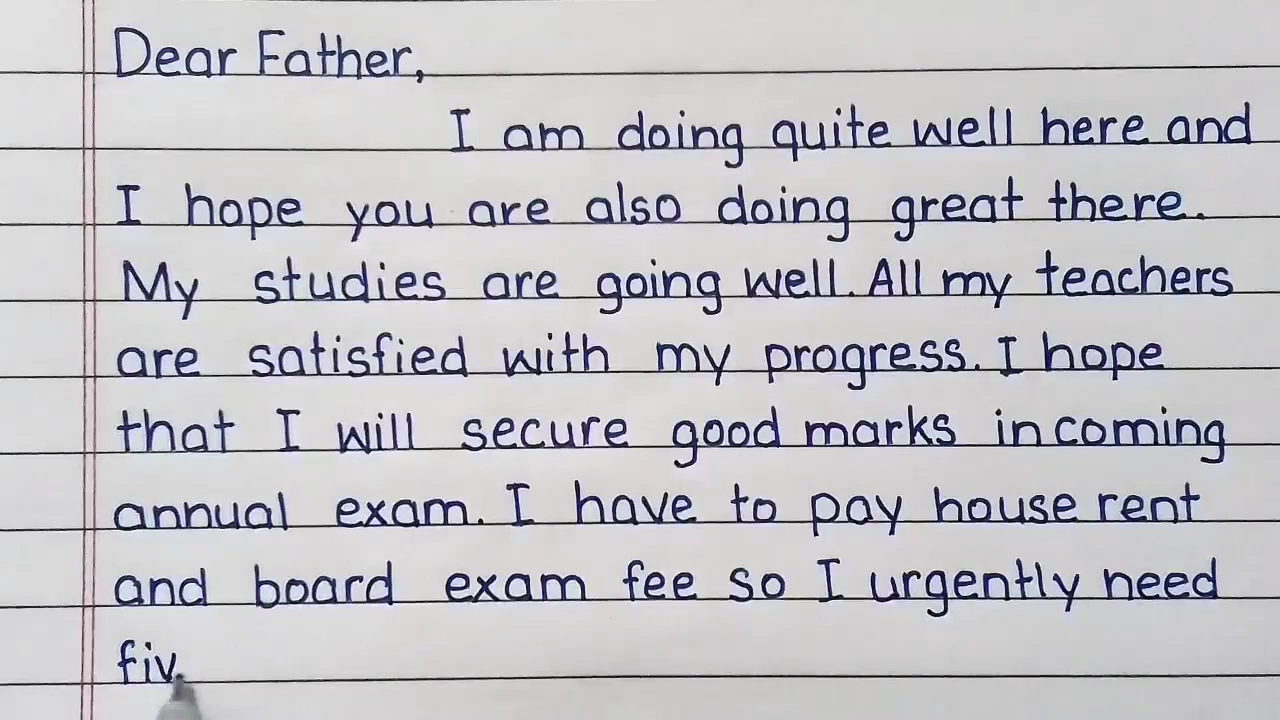 Dear Father,
I am doing quite well here and
I hope you are also doing great there.
My studies are going well. All my teachers
are satisfied with my progress. I hope
that I will secure good marks in coming
annual exam. I have to pay house rent
and board exam fee so I urgently need
fiv